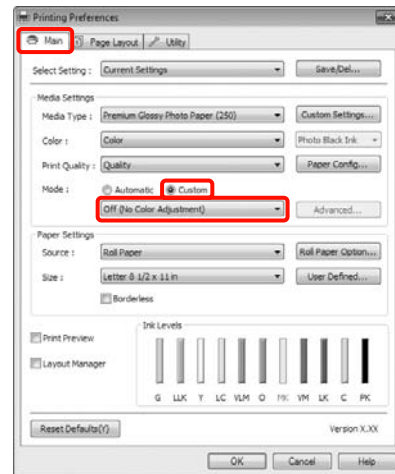 Printing Preferences
Main Page Layout Utility
Select Setting : Current Settings Save/Del...
Media Settings
Media Type : Premium Glossy Photo Paper (250) Custom Settings...
Color : Color Photo Black Ink
Print Quality : Quality Paper Config...
Mode : Automatic Custom
Off (No Color Adjustment) Advanced...
Paper Settings
Source : Roll Paper Roll Paper Option...
Size : Letter 8 1/2 x 11 in User Defined...
Borderless
Print Preview
Layout Manager
Ink Levels
G LLK Y LC VLM O MK VM LK C PK
Reset Defaults(Y) Version X.XX
OK Cancel Help